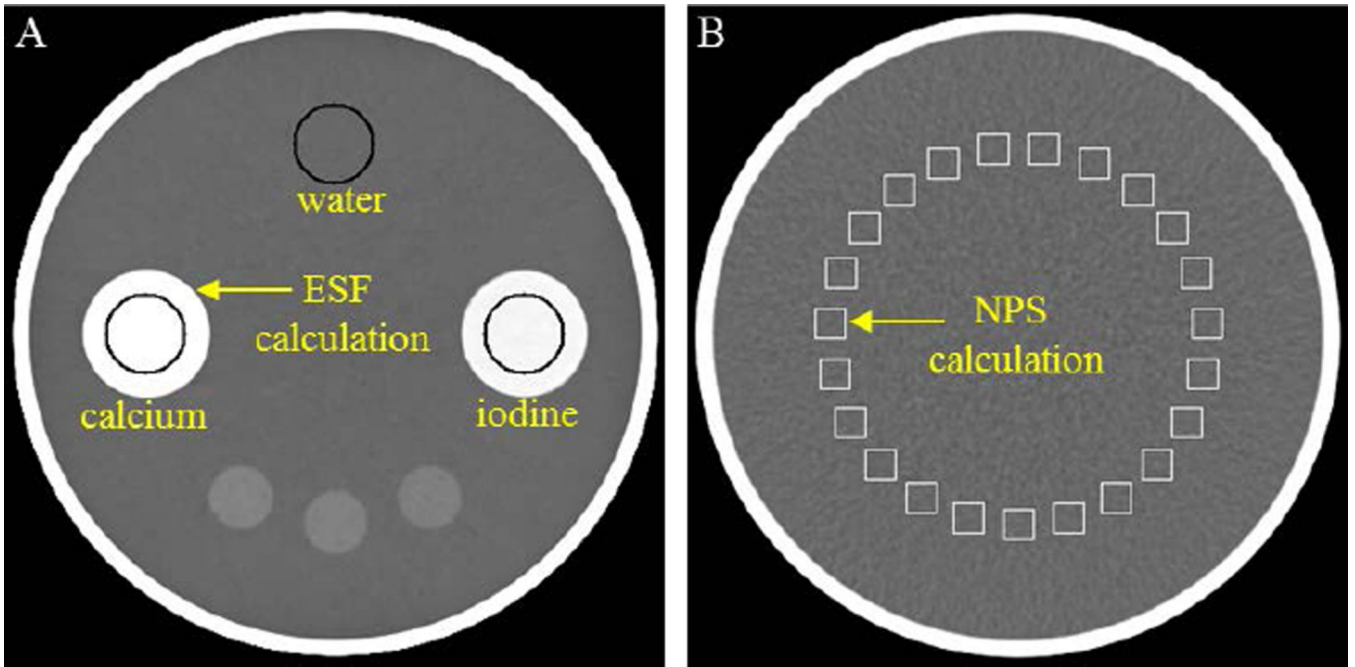 A
water
ESF
calculation
calcium
iodine
B
NPS
calculation